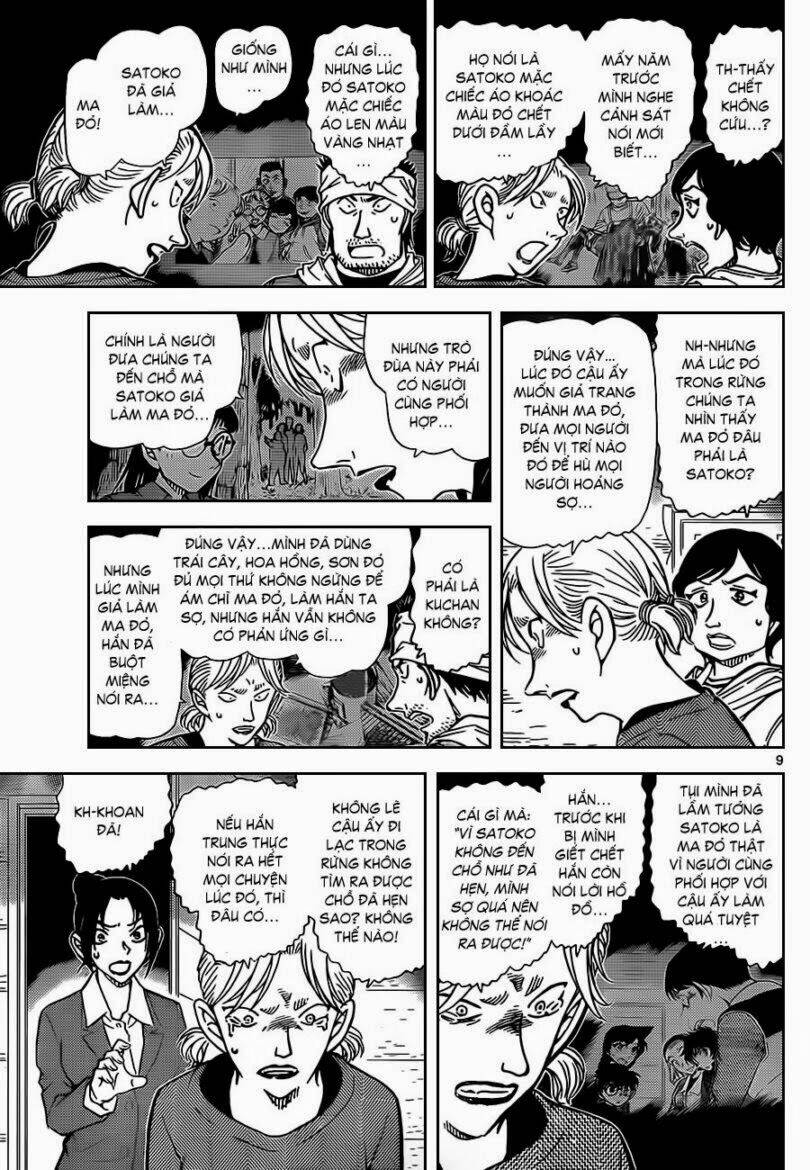 TH-THẤY
CHẾT
KHÔNG
CỨU...?
MẤY NĂM
TRƯỚC
MÌNH NGHE
CẢNH SÁT
NÓI MỚI
BIẾT...
HỌ NÓI LÀ
SATOKO MẶC
CHIẾC ÁO KHOÁC
MÀU ĐỎ CHẾT
DƯỚI ĐẦM LẦY
...
CÁI GÌ...
NHƯNG LÚC
ĐÓ SATOKO
MẶC CHIẾC
ÁO LEN MÀU
VÀNG NHẠT
...
GIỐNG
NHƯ MÌNH
...
SATOKO
ĐÃ GIẢ
LÀM...
MA
ĐỎ!
NH-NHƯNG
MÀ LÚC ĐÓ
TRONG RỪNG
CHÚNG TA
NHÌN THẤY
MA ĐỎ ĐÂU
PHẢI LÀ
SATOKO?
ĐÚNG VẬY...
LÚC ĐÓ CẬU ẤY
MUỐN GIẢ TRANG
THÀNH MA ĐỎ,
ĐƯA MỌI NGƯỜI
ĐẾN VỊ TRÍ NÀO
ĐÓ ĐỂ HÙ MỌI
NGƯỜI HOẢNG
SỢ...
NHƯNG TRÒ
ĐÙA NÀY PHẢI
CÓ NGƯỜI
CÙNG PHỐI
HỢP...
CHÍNH LÀ NGƯỜI
ĐƯA CHÚNG TA
ĐẾN CHỖ MÀ
SATOKO GIẢ
LÀM MA ĐỎ...
CÓ
PHẢI LÀ
KUCHAN
KHÔNG?
ĐÚNG VẬY...MÌNH ĐÃ DÙNG
TRÁI CÂY, HOA HỒNG, SƠN ĐỎ
ĐỦ MỌI THỨ KHÔNG NGỪNG ĐỂ
ÁM CHỈ MA ĐỎ, LÀM HẮN TA
SỢ, NHƯNG HẮN VẪN KHÔNG
CÓ PHẢN ỨNG GÌ...
NHƯNG
LÚC MÌNH
GIẢ LÀM
MA ĐỎ,
HẮN ĐÃ
BUỘT
MIỆNG
NÓI RA...
9
TỤI MÌNH ĐÃ
LẦM TƯỞNG
SATOKO LÀ
MA ĐỎ THẬT
VÌ NGƯỜI CÙNG
PHỐI HỢP VỚI
CẬU ẤY LÀM
QUÁ TUYỆT
...
HẮN...
TRƯỚC KHI
BỊ MÌNH
GIẾT CHẾT
HẮN CÒN
NÓI LỜI HỒ
ĐỒ...
CÁI GÌ MÀ:
"VÌ SATOKO
KHÔNG ĐẾN
CHỖ NHƯ ĐÃ
HẸN, MÌNH
SỢ QUÁ NÊN
KHÔNG THỂ NÓI
RA ĐƯỢC!"
KHÔNG LẼ
CẬU ẤY ĐI
LẠC TRONG
RỪNG KHÔNG
TÌM RA ĐƯỢC
CHỖ ĐÃ HẸN
SAO? KHÔNG
THỂ NÀO!
NẾU HẮN
TRUNG THỰC
NÓI RA HẾT
MỌI CHUYỆN
LÚC ĐÓ, THÌ
ĐÂU CÓ...
KH-KHOAN
ĐÃ!